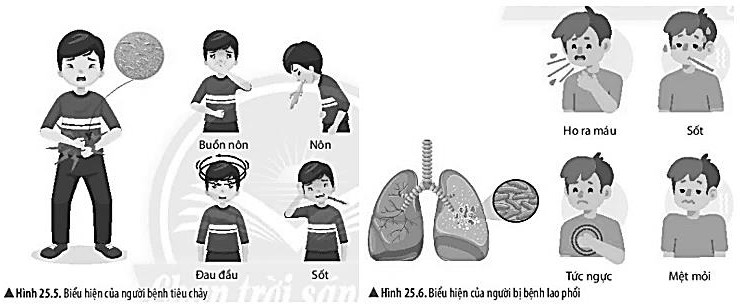 Buồn nôn
Nôn
Đau đầu
Sốt
▲ Hình 25.5. Biểu hiện của người bệnh tiêu chảy
Ho ra máu
Sốt
Tức ngực
Mệt mỏi
▲ Hình 25.6. Biểu hiện của người bị bệnh lao phổi